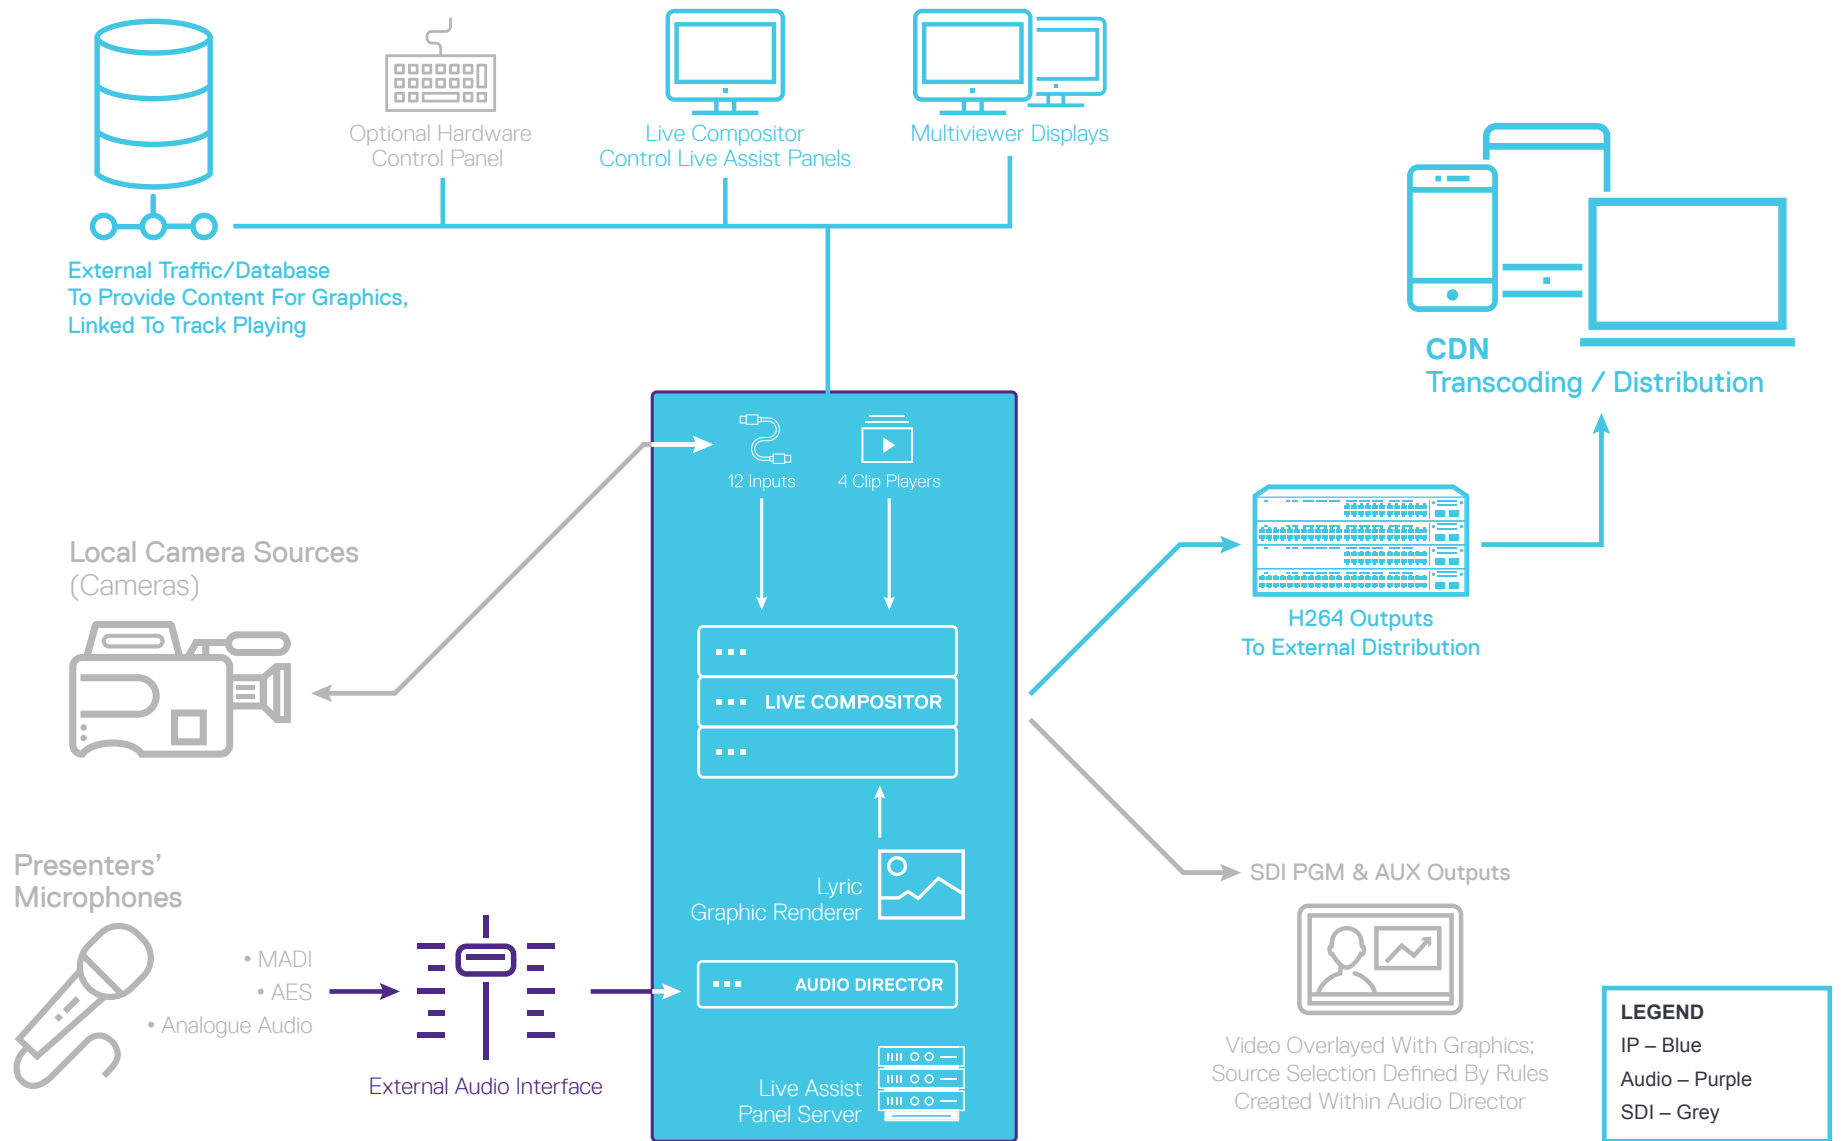 Optional Hardware
Control Panel
Live Compositor
Control Live Assist Panels
Multiviewer Displays
External Traffic/Database
To Provide Content For Graphics,
Linked To Track Playing
CDN
Transcoding / Distribution
12 Inputs
4 Clip Players
Local Camera Sources
(Cameras)
H264 Outputs
To External Distribution
LIVE COMPOSITOR
Presenters’
Microphones
• MADI
• AES
• Analogue Audio
External Audio Interface
Lyric
Graphic Renderer
AUDIO DIRECTOR
Live Assist
Panel Server
SDI PGM & AUX Outputs
Video Overlayed With Graphics;
Source Selection Defined By Rules
Created Within Audio Director
LEGEND
IP – Blue
Audio – Purple
SDI – Grey